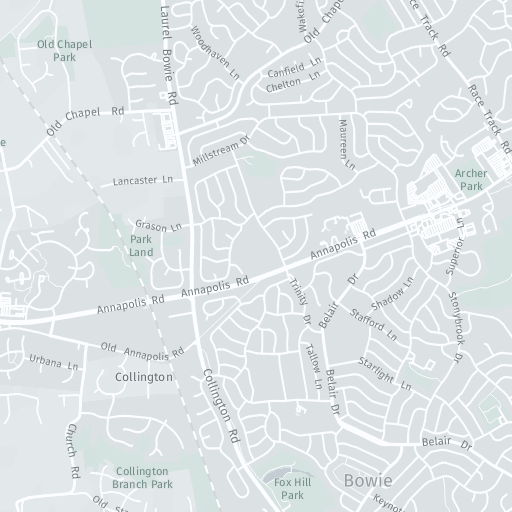 Old Chapel
Park
Laurel Bowie Rd
Woodhaven Ln
Old Chapel
Race Track Rd
Canfield Ln
Chelton Ln
Race Track Rd
Old Chapel Rd
Maureen Ln
Millstream Dr
Archer
Park
Lancaster Ln
Grason Ln
Park
Land
Annapolis Rd
Superior Ln
Annapolis Rd
Annapolis Rd
Trinity Dr
Belair Dr
Shadow Ln
Stonybrook Dr
Stafford Ln
Old Annapolis Rd
Urbana Ln
Collington
Tallow Ln
Starlight Ln
Collington Rd
Belair Dr
Church Rd
Belair Dr
Collington
Branch Park
Fox Hill
Park
Bowie
Old
Keynot